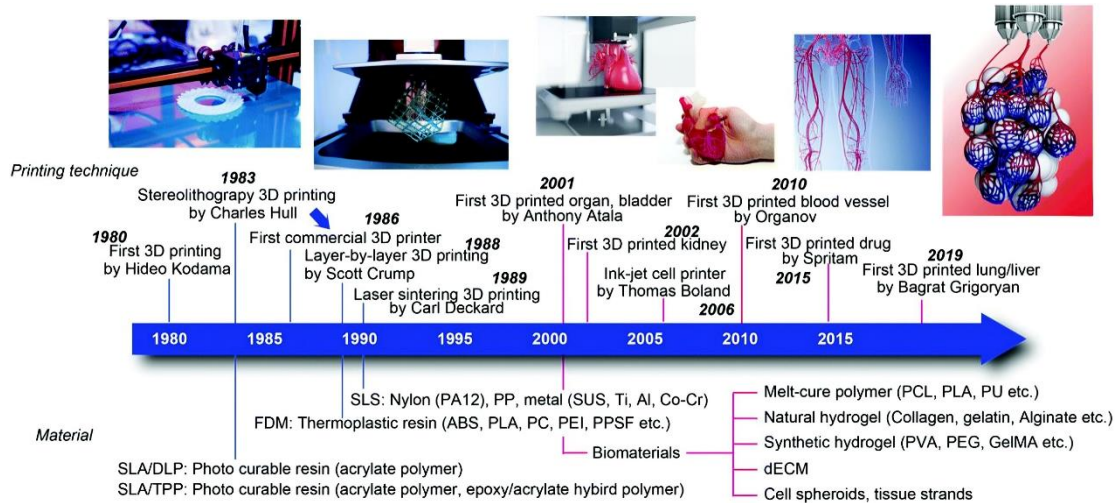 Printing technique
1983
Stereolithograpy 3D printing
by Charles Hull
1980
First 3D printing
by Hideo Kodama
1986
First commercial 3D printer
1988
Layer-by-layer 3D printing
by Scott Crump
1989
Laser sintering 3D printing
by Carl Deckard
2001
First 3D printed organ, bladder
by Anthony Atala
2002
First 3D printed kidney
Ink-jet cell printer
by Thomas Boland
2006
2010
First 3D printed blood vessel
by Organov
First 3D printed drug
by Spritam
2015
2019
First 3D printed lung/liver
by Bagrat Grigoryan
1980 1985 1990 1995 2000 2005 2010 2015
Material
SLS: Nylon (PA12), PP, metal (SUS, Ti, Al, Co-Cr)
FDM: Thermoplastic resin (ABS, PLA, PC, PEI, PPSF etc.)
SLA/DLP: Photo curable resin (acrylate polymer)
SLA/TPP: Photo curable resin (acrylate polymer, epoxy/acrylate hybird polymer)
Biomaterials
Melt-cure polymer (PCL, PLA, PU etc.)
Natural hydrogel (Collagen, gelatin, Alginate etc.)
Synthetic hydrogel (PVA, PEG, GelMA etc.)
dECM
Cell spheroids, tissue strands